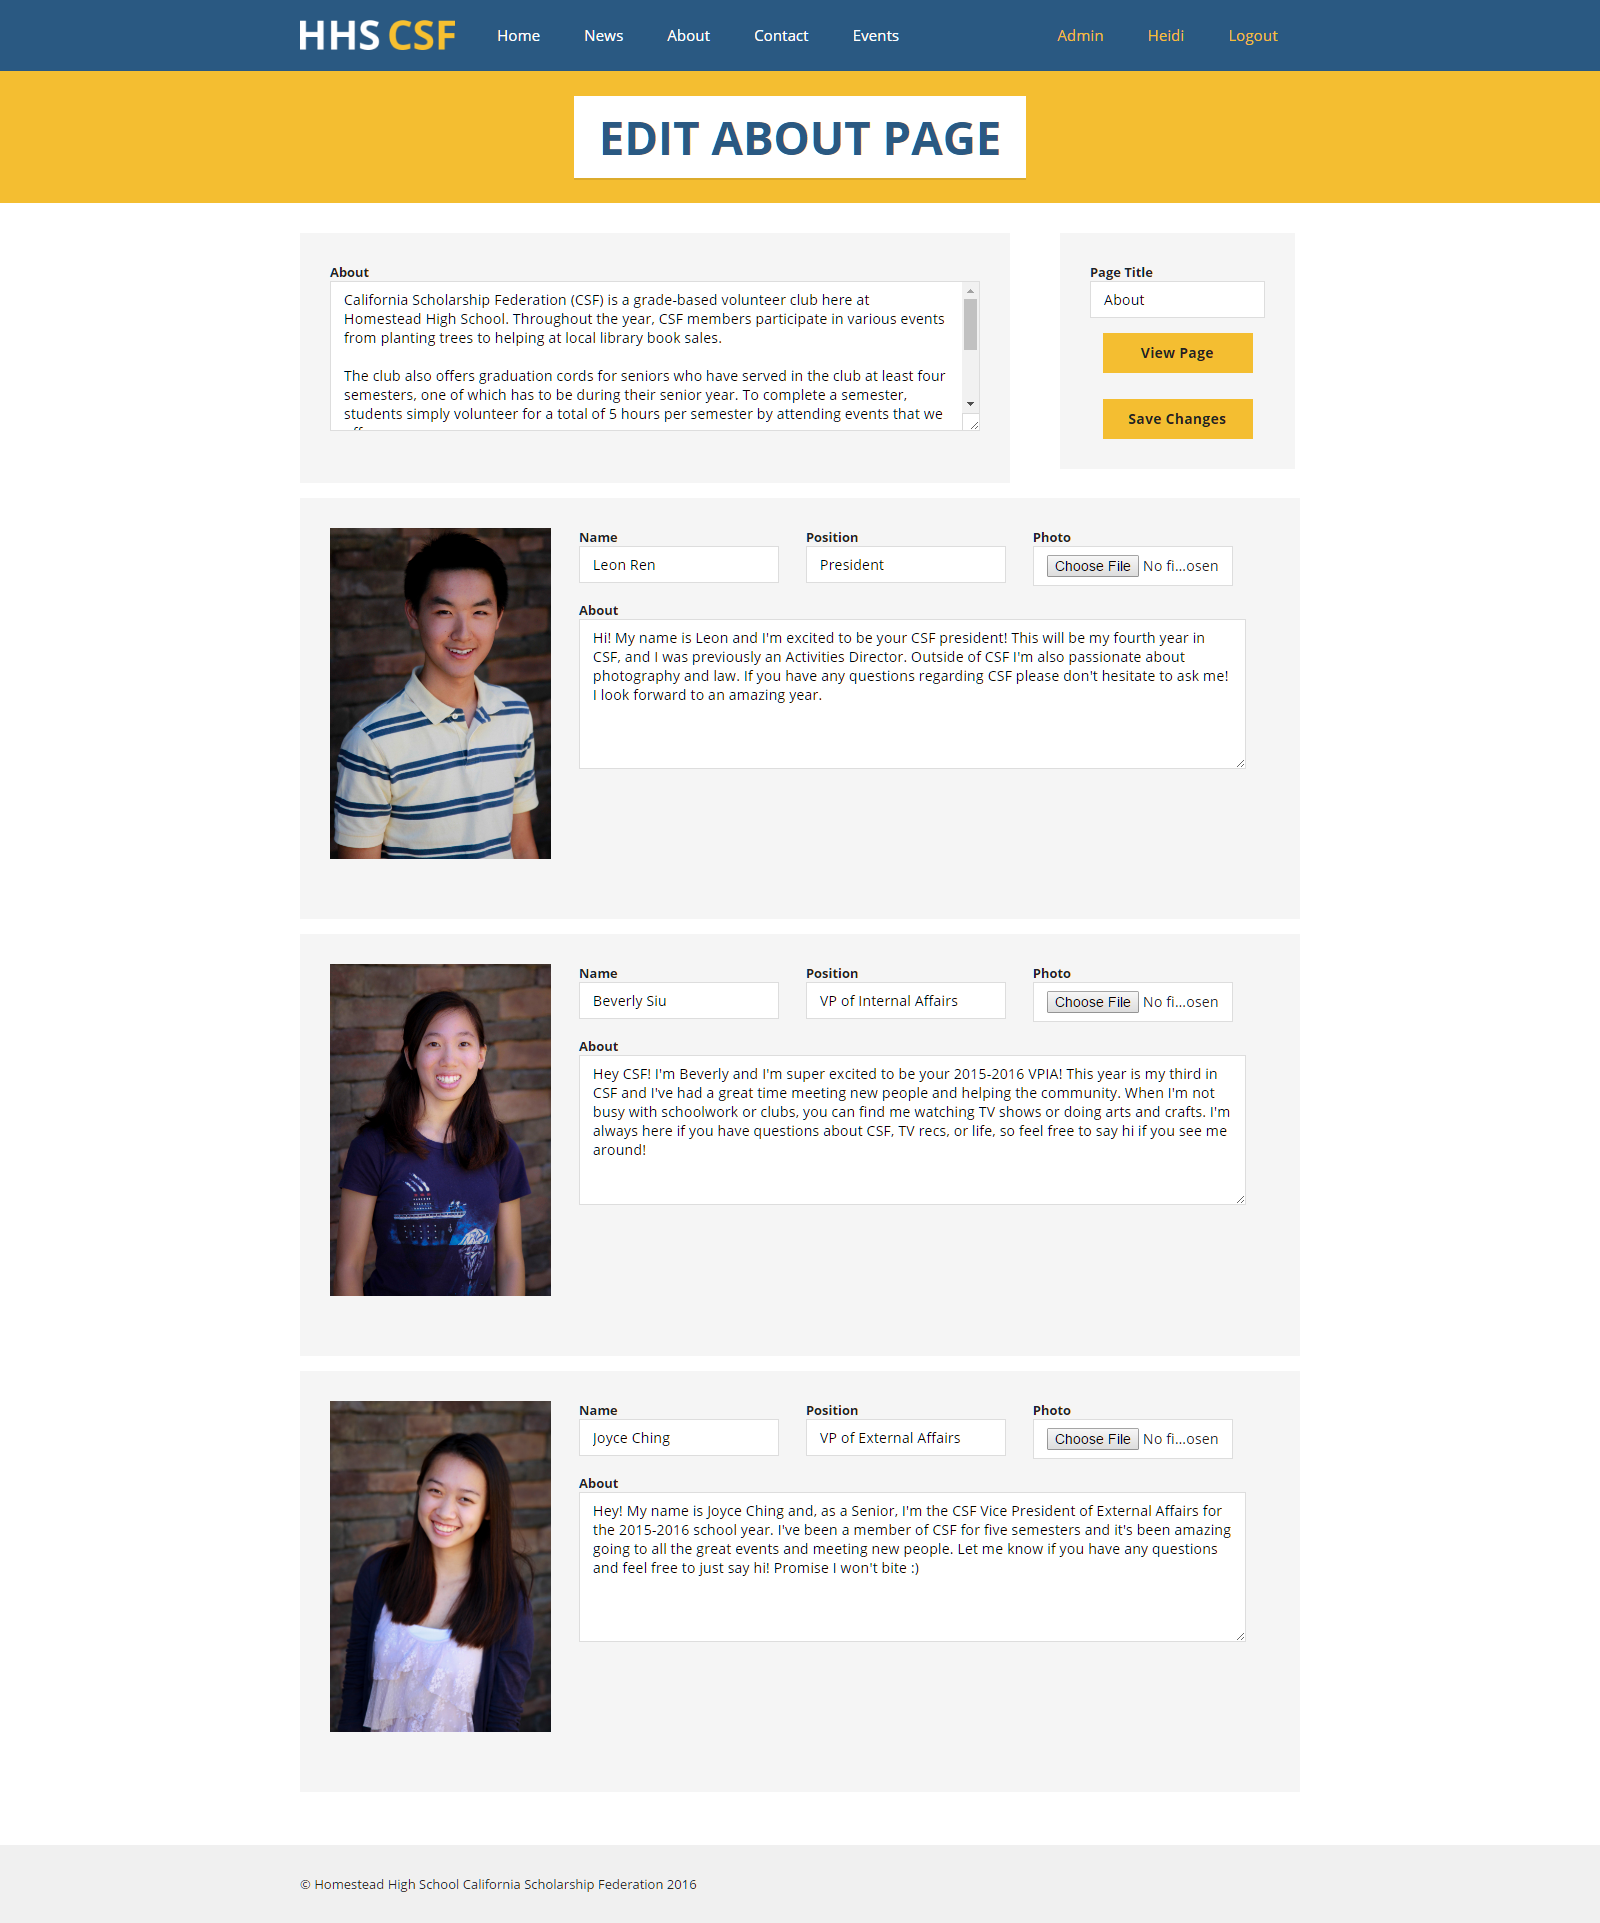 HHS CSF Home News About Contact Events Admin Heidi Logout
EDIT ABOUT PAGE
About
California Scholarship Federation (CSF) is a grade-based volunteer club here at
Homestead High School. Throughout the year, CSF members participate in various events
from planting trees to helping at local library book sales.
The club also offers graduation cords for seniors who have served in the club at least four
semesters, one of which has to be during their senior year. To complete a semester,
students simply volunteer for a total of 5 hours per semester by attending events that we
Page Title
About
View Page
Save Changes
Name Position Photo
Leon Ren President Choose File No fi...osen
About
Hi! My name is Leon and I'm excited to be your CSF president! This will be my fourth year in
CSF, and I was previously an Activities Director. Outside of CSF I'm also passionate about
photography and law. If you have any questions regarding CSF please don't hesitate to ask me!
I look forward to an amazing year.
Name Position Photo
Beverly Siu VP of Internal Affairs Choose File No fi...osen
About
Hey CSF! I'm Beverly and I'm super excited to be your 2015-2016 VPIA! This year is my third in
CSF and I've had a great time meeting new people and helping the community. When I'm not
busy with schoolwork or clubs, you can find me watching TV shows or doing arts and crafts. I'm
always here if you have questions about CSF, TV recs, or life, so feel free to say hi if you see me
around!
Name Position Photo
Joyce Ching VP of External Affairs Choose File No fi...osen
About
Hey! My name is Joyce Ching and, as a Senior, I'm the CSF Vice President of External Affairs for
the 2015-2016 school year. I've been a member of CSF for five semesters and it's been amazing
going to all the great events and meeting new people. Let me know if you have any questions
and feel free to just say hi! Promise I won't bite :)
© Homestead High School California Scholarship Federation 2016